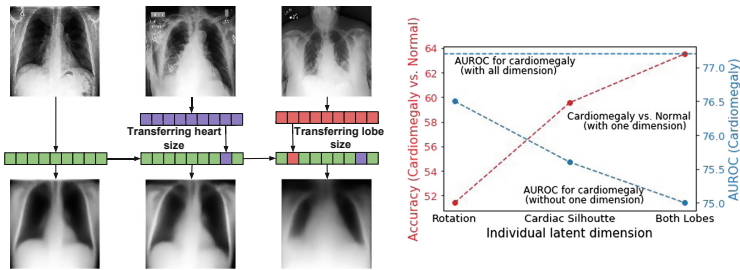 Transferring heart
size
Transferring lobe
size
Accuracy (Cardiomegaly vs. Normal)
64
62
60
58
56
54
52
AUROC for cardiomegaly
(with all dimension)
Cardiomegaly vs. Normal
(with one dimension)
AUROC for cardiomegaly
(without one dimension)
77.0
76.5
76.0
75.5
75.0
AUROC (Cardiomegaly)
Rotation
Cardiac Silhoutte
Both Lobes
Individual latent dimension